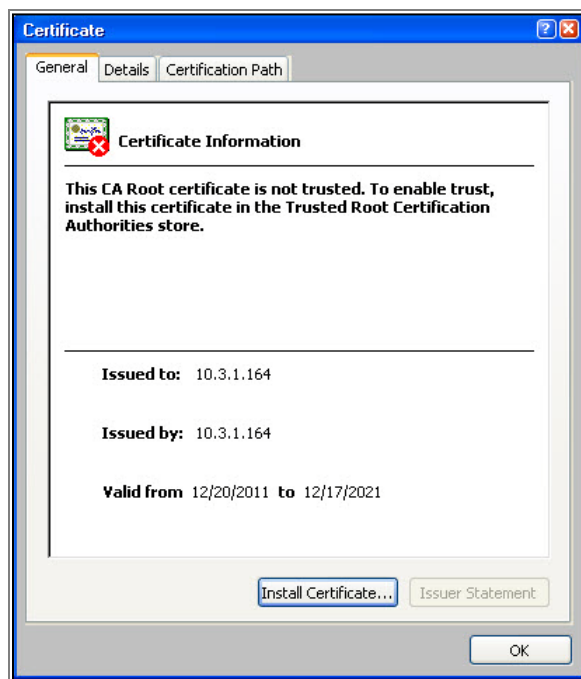 Certificate
General Details Certification Path
Certificate Information
This CA Root certificate is not trusted. To enable trust,
install this certificate in the Trusted Root Certification
Authorities store.
Issued to: 10.3.1.164
Issued by: 10.3.1.164
Valid from 12/20/2011 to 12/17/2021
Install Certificate... Issuer Statement
OK